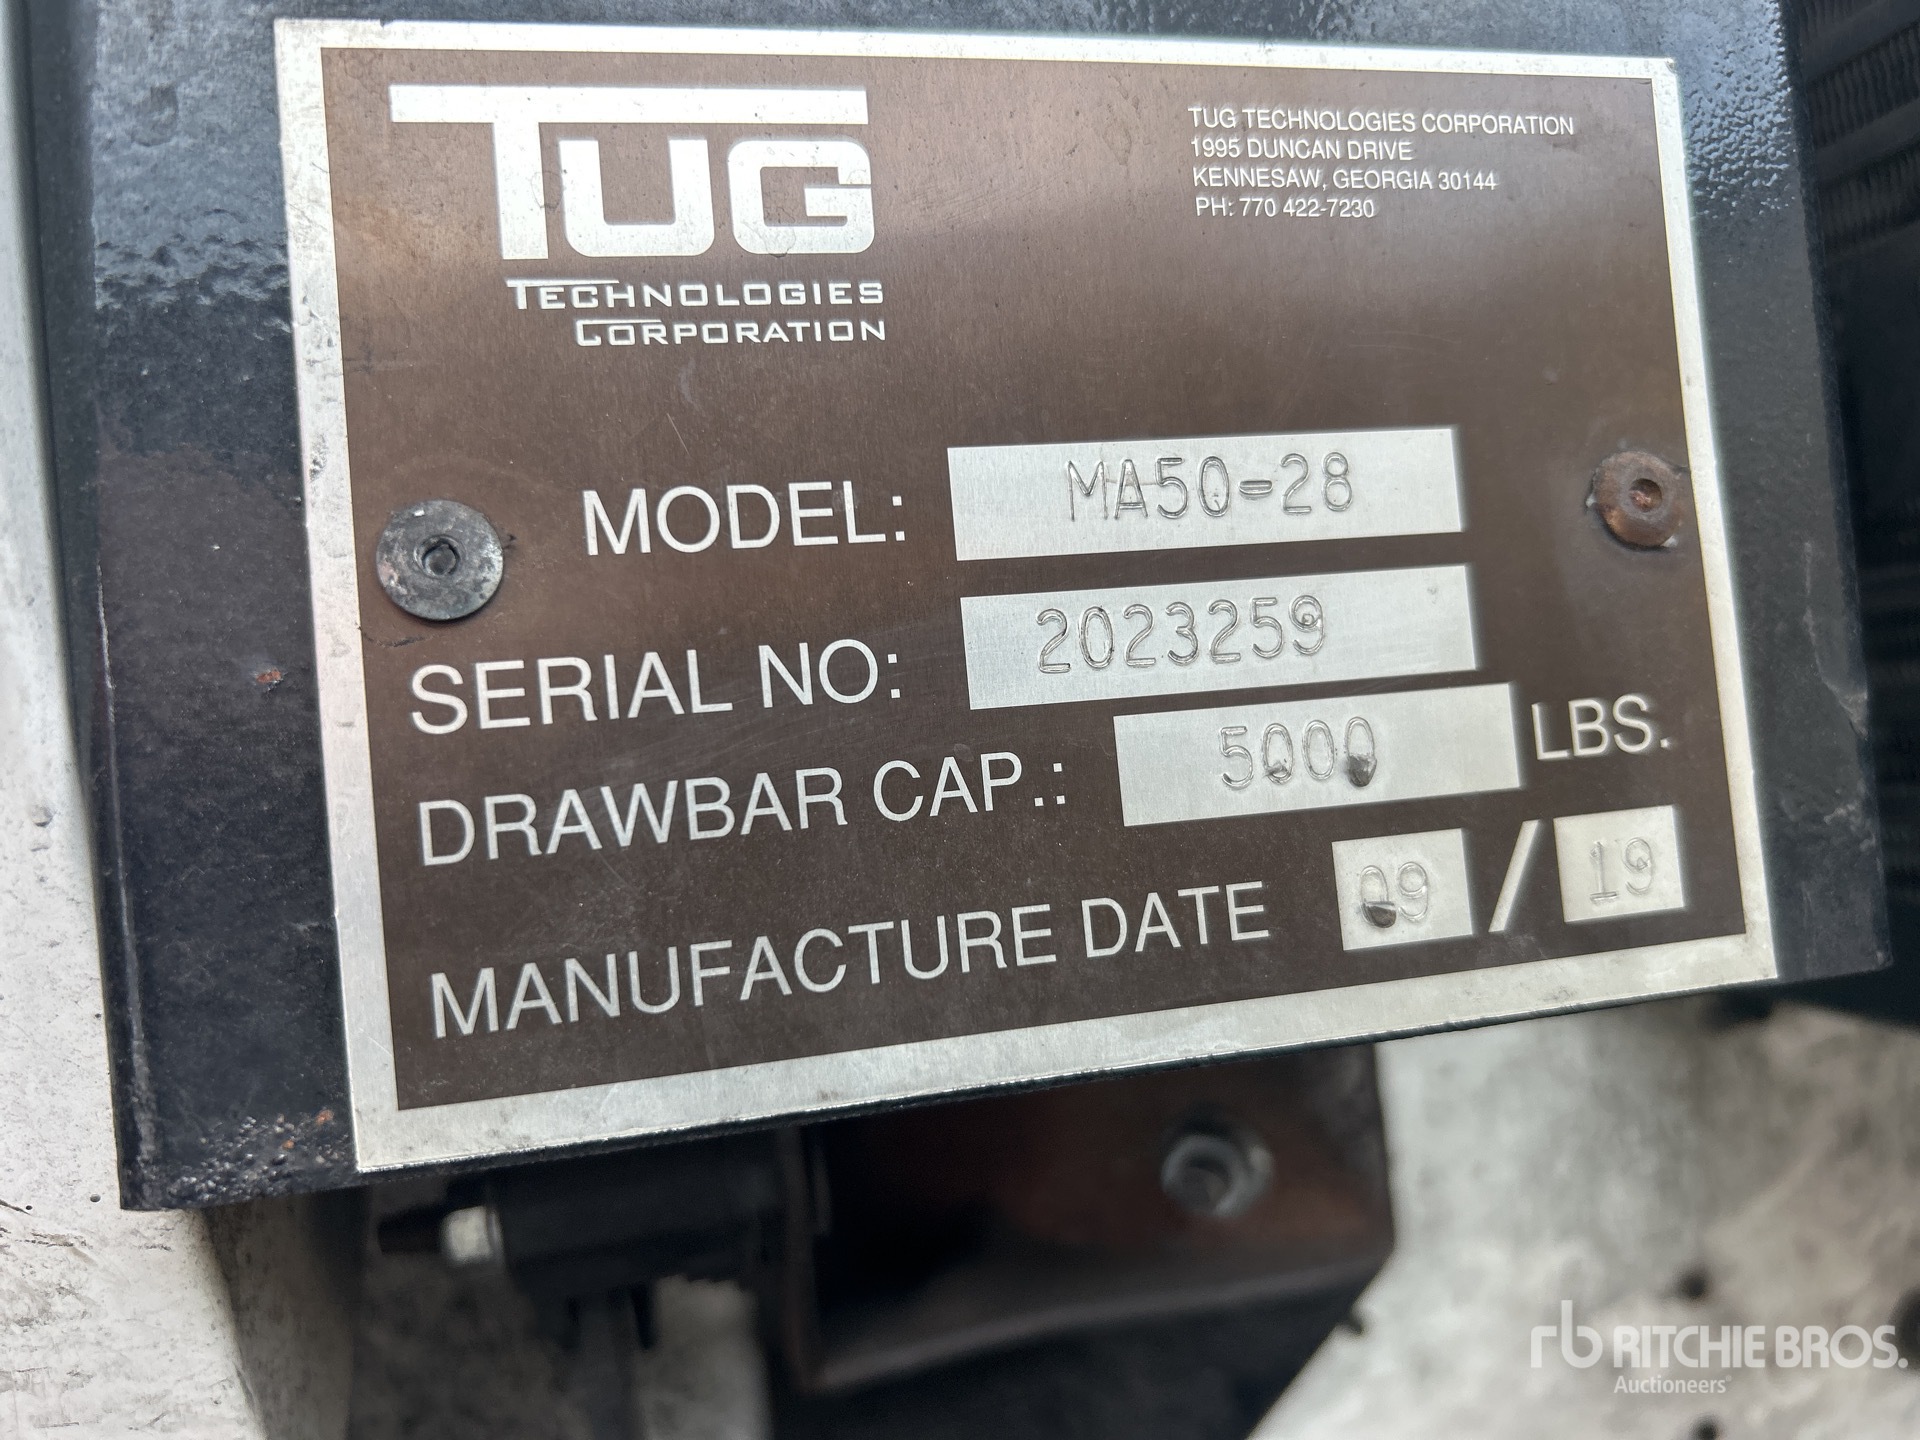 TUG
TECHNOLOGIES
CORPORATION
TUG TECHNOLOGIES CORPORATION
1995 DUNCAN DRIVE
KENNESAW, GEORGIA 30144
PH: 770 422-7230
MODEL: MA50-28
SERIAL NO: 2023259
DRAWBAR CAP.: 5000 LBS.
MANUFACTURE DATE 09 / 19
rb RITCHIE BROS.
Auctioneers